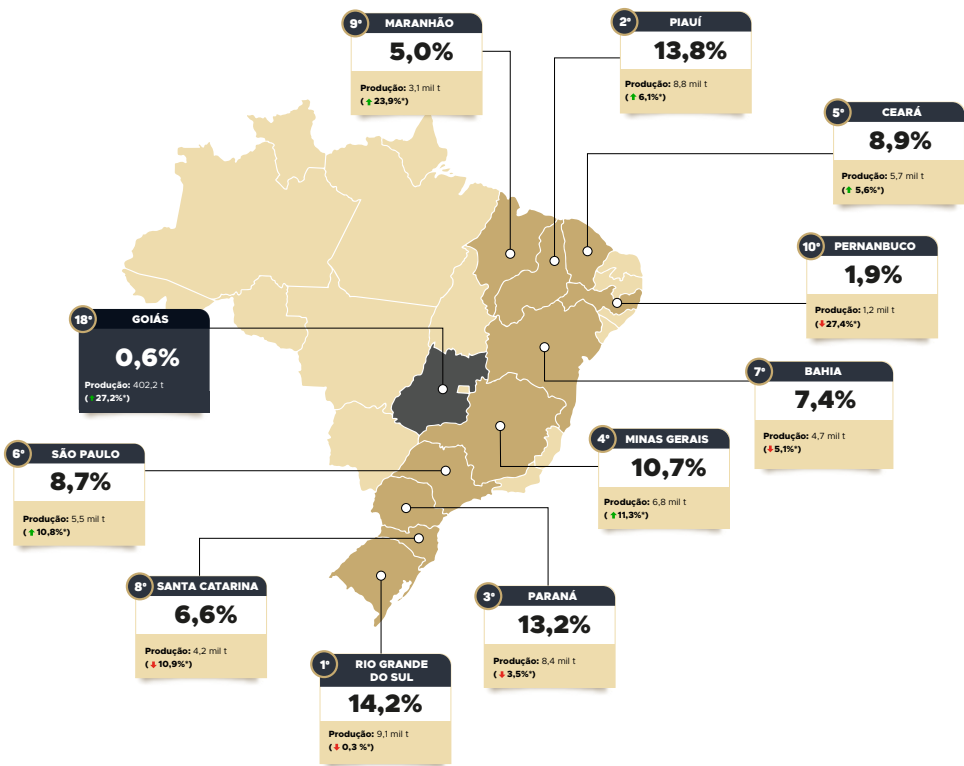 9º MARANHÃO
5,0%
Produção: 3,1 mil t
(↑23,9%*)
2º PIAUÍ
13,8%
Produção: 8,8 mil t
(↑6,1%*)
5º CEARÁ
8,9%
Produção: 5,7 mil t
(↑ 5,6%*)
10º PERNANBUCO
1,9%
Produção: 1,2 mil t
(↓27,4%*)
18º GOIÁS
0,6%
Produção: 402,2 t
(↑27,2%*)
7º BAHIA
7,4%
Produção: 4,7 mil t
(↓5,1%*)
4º MINAS GERAIS
10,7%
Produção: 6,8 mil t
(↑11,3%*)
6º SÃO PAULO
8,7%
Produção: 5,5 mil t
(↑10,8%*)
8º SANTA CATARINA
6,6%
Produção: 4,2 mil t
(↓10,9%*)
3º PARANÁ
13,2%
Produção: 8,4 mil t
(↓3,5%*)
1º RIO GRANDE
DO SUL
14,2%
Produção: 9,1 mil t
(↓0,3 %*)